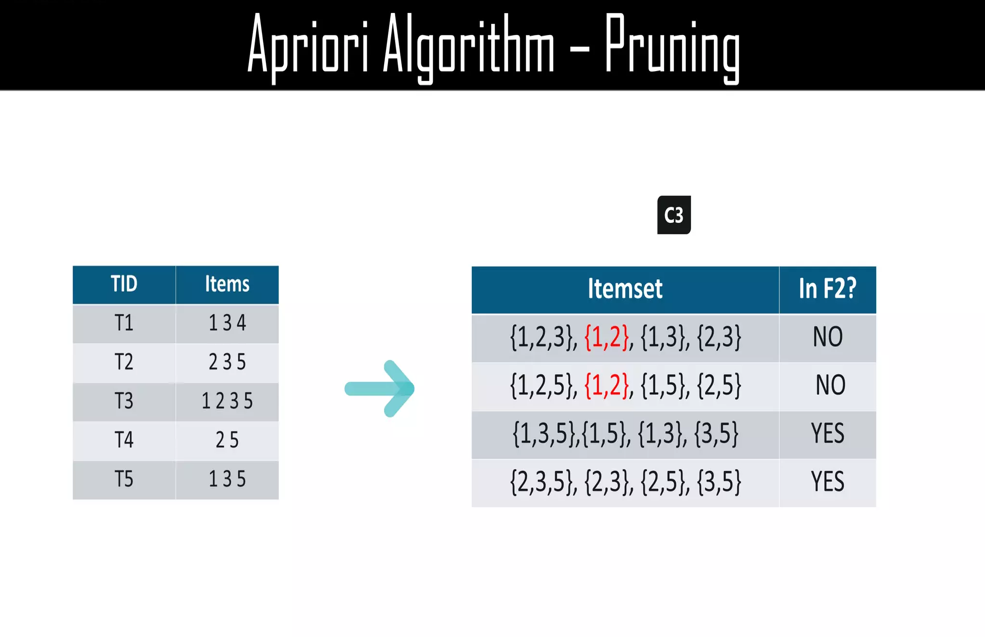 Apriori Algorithm – Pruning
C3
TID Items
T1 1 3 4
T2 2 3 5
T3 1 2 3 5
T4 2 5
T5 1 3 5
Itemset In F2?
{1,2,3}, {1,2}, {1,3}, {2,3} NO
{1,2,5}, {1,2}, {1,5}, {2,5} NO
{1,3,5},{1,5}, {1,3}, {3,5} YES
{2,3,5}, {2,3}, {2,5}, {3,5} YES